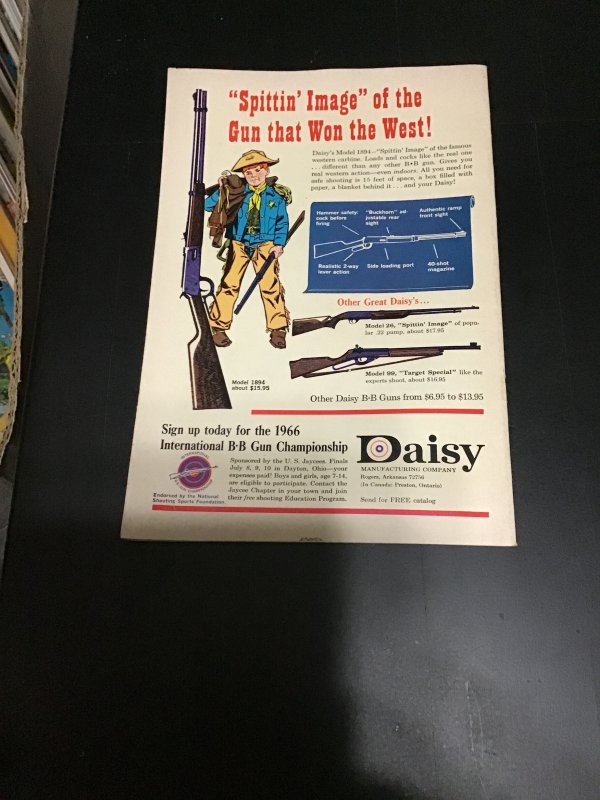 "Spittin' Image" of the
Gun that Won the West!
Daisy's Model 1894—"Spittin' Image" of the famous
western carbine. Loads and cocks like the real one
... different than any other B•B gun. Gives you
real western action—even indoors. All you need for
safe shooting is 15 feet of space, a box filled with
paper, a blanket behind it ... and your Daisy!
Hammer safety:
cock before
firing
"Buckhorn" ad-
justable rear
sight
Authentic ramp
front sight
Realistic 2-way
lever action
Side loading port
40-shot
magazine
Other Great Daisy's...
Model 26, "Spittin' Image" of popu-
lar .22 pump, about $17.95
Model 99, "Target Special" like the
experts shoot, about $16.95
Model 1894
about $15.95
Other Daisy B•B Guns from $6.95 to $13.95
Sign up today for the 1966
International B•B Gun Championship
Sponsored by the U. S. Jaycees. Finals
July 8, 9, 10 in Dayton, Ohio—your
expenses paid! Boys and girls, age 7-14,
are eligible to participate. Contact the
Jaycee Chapter in your town and join
their free shooting Education Program.
Endorsed by the National
Shooting Sports Foundation
Daisy
MANUFACTURING COMPANY
Rogers, Arkansas 72756
(In Canada: Preston, Ontario)
Send for FREE catalog